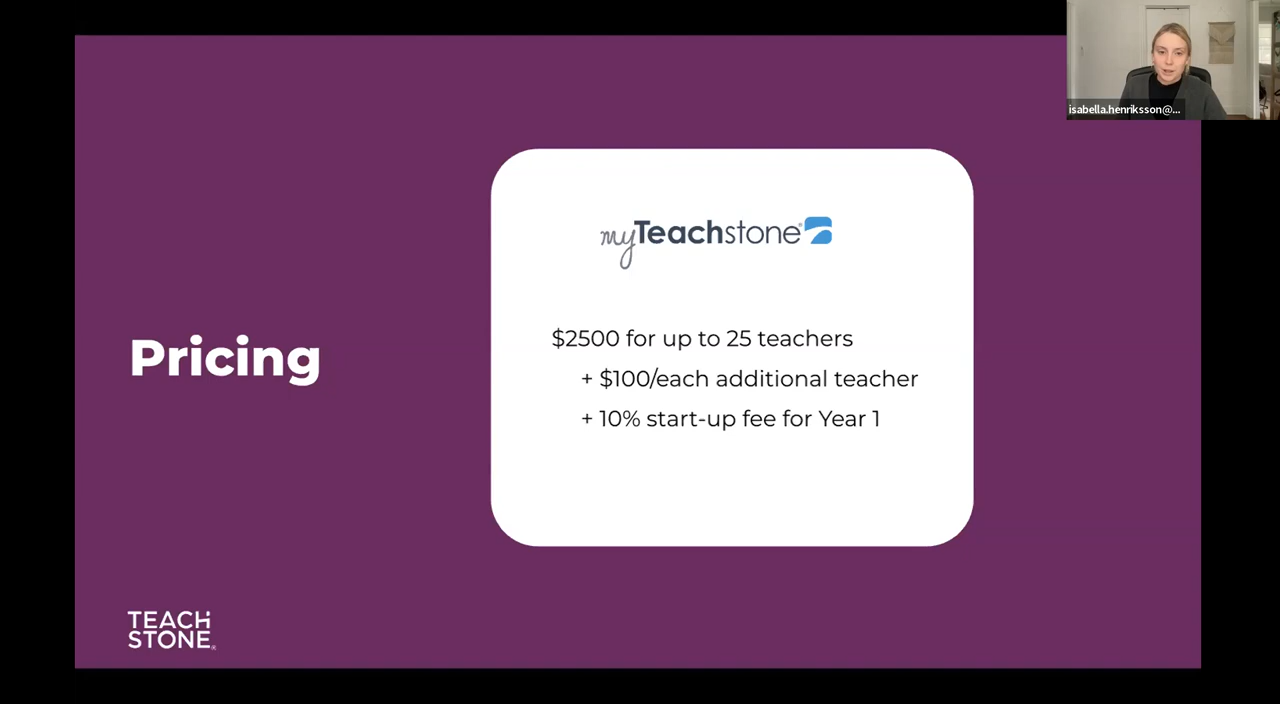 isabella.henriksson@...
myTeachstone
Pricing
$2500 for up to 25 teachers
+ $100/each additional teacher
+ 10% start-up fee for Year 1
TEACH
STONE®